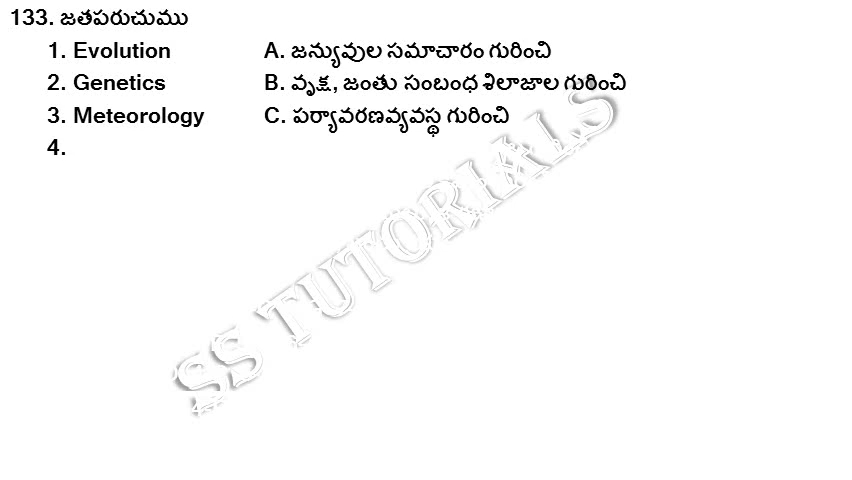 133. జతపరుచుము
1. Evolution A. జన్యువుల సమాచారం గురించి
2. Genetics B. వృక్ష, జంతు సంబంధ శిలాజాల గురించి
3. Meteorology C. పర్యావరణవ్యవస్థ గురించి
4.
SS TUTORIALS